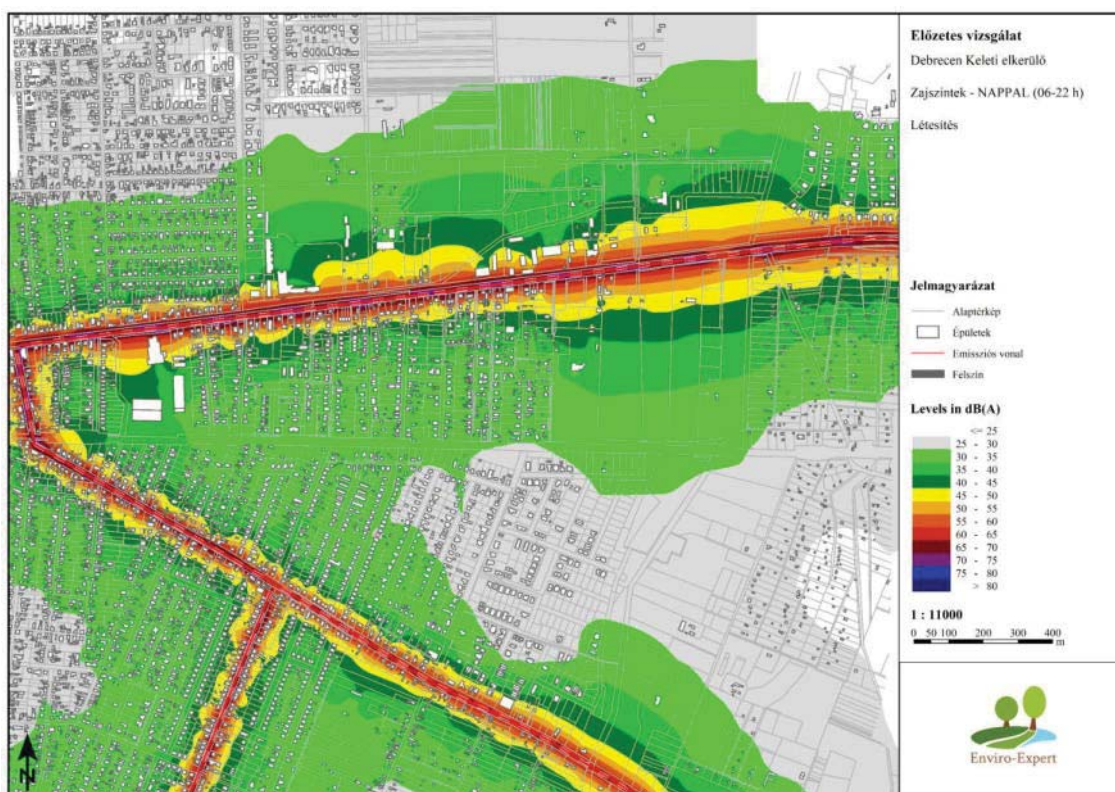 Előzetes vizsgálat
Debrecen Keleti elkerülő
Zajszintek - NAPPAL (06-22 h)
Létesítés
Jelmagyarázat
Alaptérkép
Épületek
Emissziós vonal
Felszín
Levels in dB(A)
<= 25
25 - 30
30 - 35
35 - 40
40 - 45
45 - 50
50 - 55
55 - 60
60 - 65
65 - 70
70 - 75
75 - 80
> 80
1 : 11000
0 50 100 200 300 400
m
Enviro-Expert
N